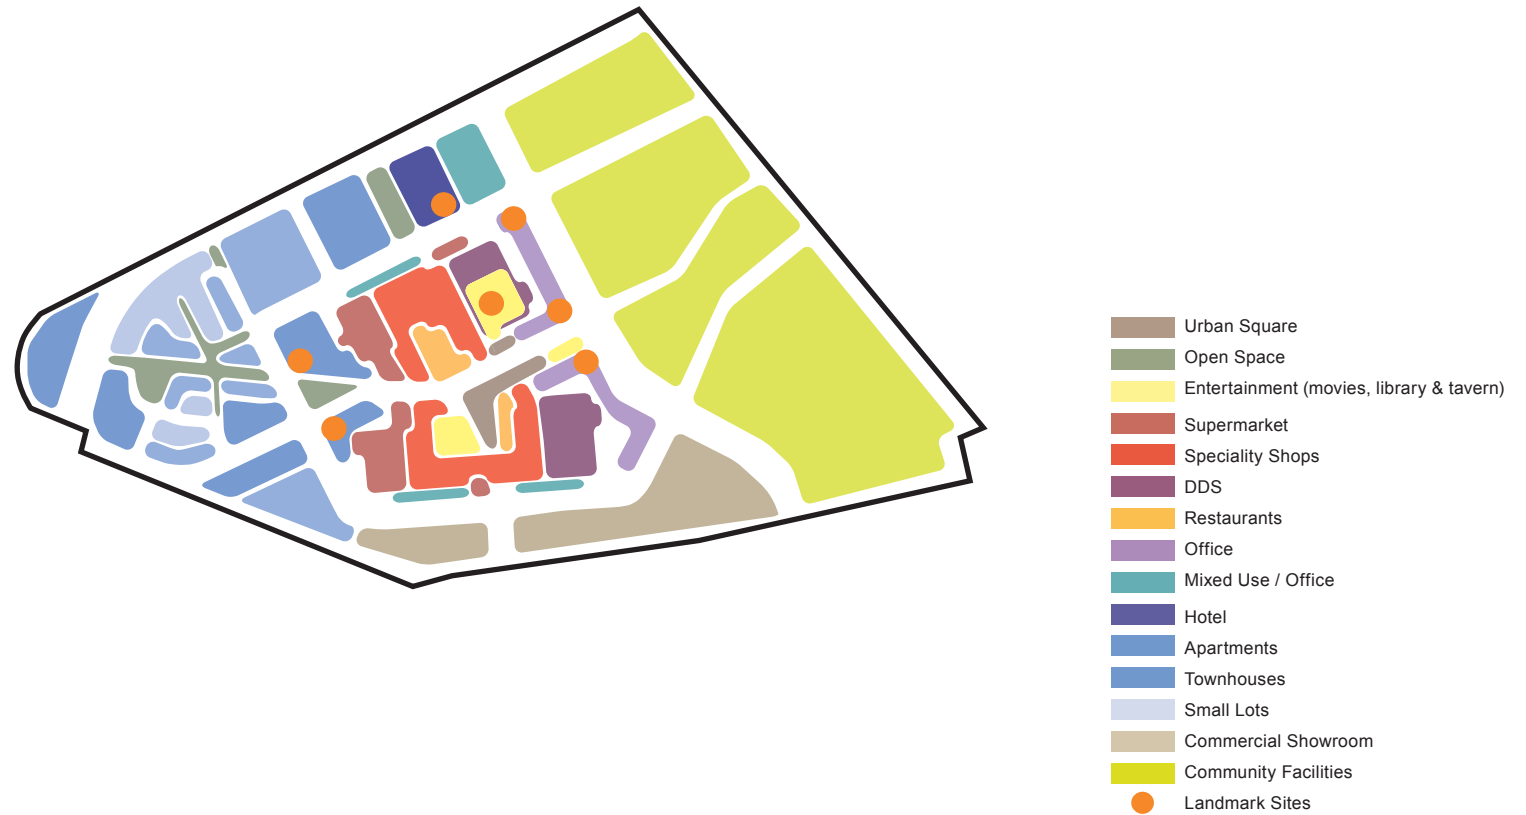 Urban Square
Open Space
Entertainment (movies, library & tavern)
Supermarket
Speciality Shops
DDS
Restaurants
Office
Mixed Use / Office
Hotel
Apartments
Townhouses
Small Lots
Commercial Showroom
Community Facilities
Landmark Sites